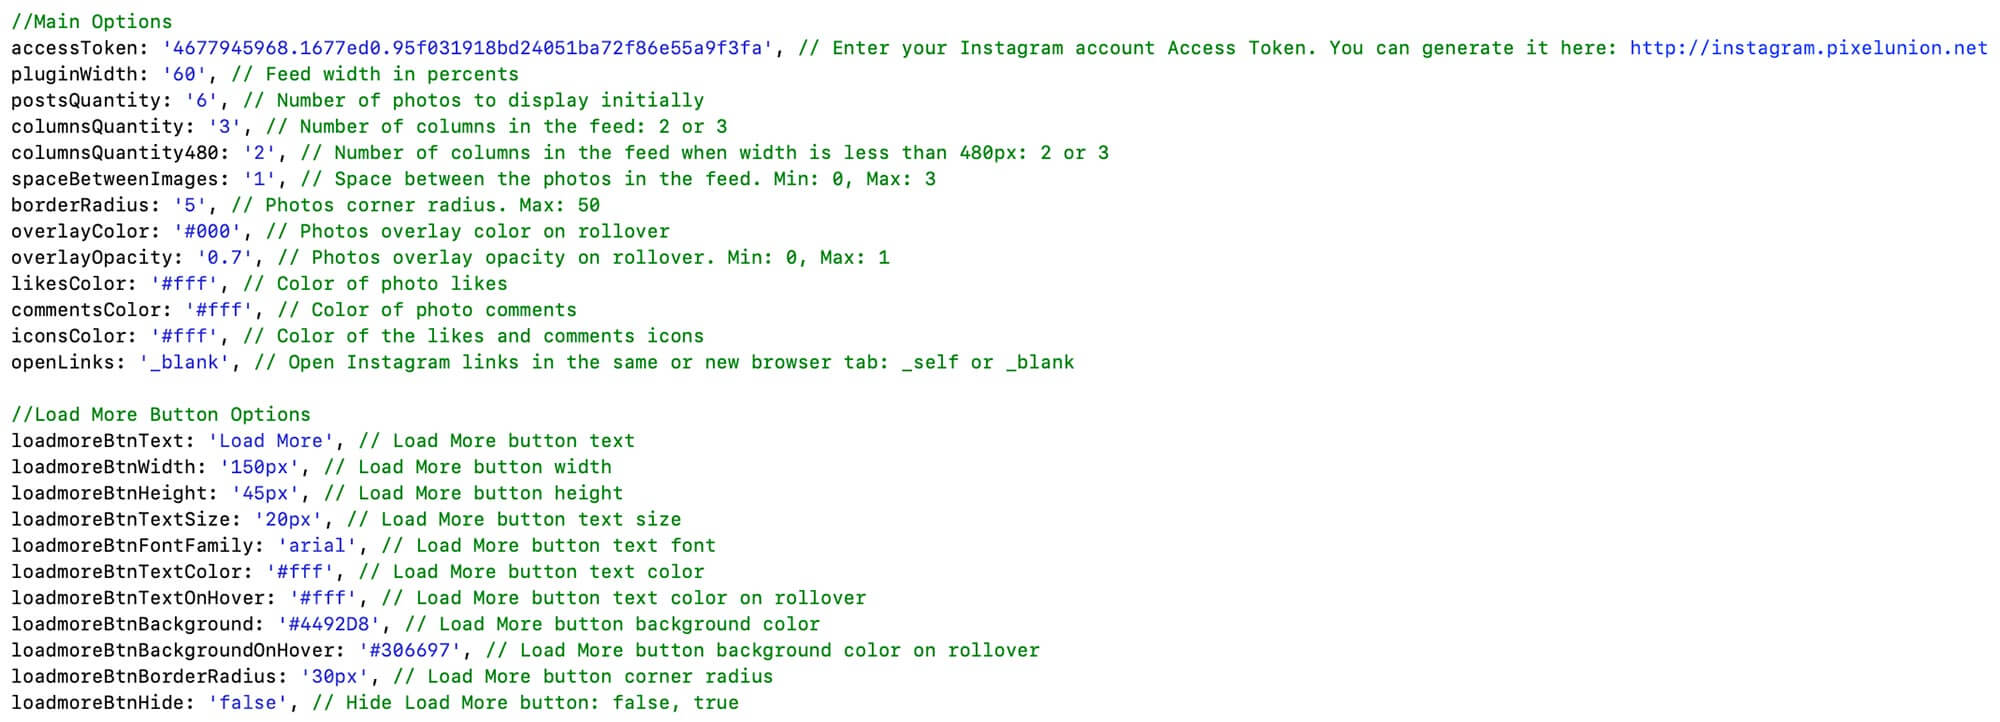 //Main Options
accessToken: '4677945968.1677ed0.95f031918bd24051ba72f86e55a9f3fa', // Enter your Instagram account Access Token. You can generate it here: http://instagram.pixelunion.net
pluginWidth: '60', // Feed width in percents
postsQuantity: '6', // Number of photos to display initially
columnsQuantity: '3', // Number of columns in the feed: 2 or 3
columnsQuantity480: '2', // Number of columns in the feed when width is less than 480px: 2 or 3
spaceBetweenImages: '1', // Space between the photos in the feed. Min: 0, Max: 3
borderRadius: '5', // Photos corner radius. Max: 50
overlayColor: '#000', // Photos overlay color on rollover
overlayOpacity: '0.7', // Photos overlay opacity on rollover. Min: 0, Max: 1
likesColor: '#fff', // Color of photo likes
commentsColor: '#fff', // Color of photo comments
iconsColor: '#fff', // Color of the likes and comments icons
openLinks: '_blank', // Open Instagram links in the same or new browser tab: _self or _blank

//Load More Button Options
loadmoreBtnText: 'Load More', // Load More button text
loadmoreBtnWidth: '150px', // Load More button width
loadmoreBtnHeight: '45px', // Load More button height
loadmoreBtnTextSize: '20px', // Load More button text size
loadmoreBtnFontFamily: 'arial', // Load More button text font
loadmoreBtnTextColor: '#fff', // Load More button text color
loadmoreBtnTextOnHover: '#fff', // Load More button text color on rollover
loadmoreBtnBackground: '#4492D8', // Load More button background color
loadmoreBtnBackgroundOnHover: '#306697', // Load More button background color on rollover
loadmoreBtnBorderRadius: '30px', // Load More button corner radius
loadmoreBtnHide: 'false', // Hide Load More button: false, true